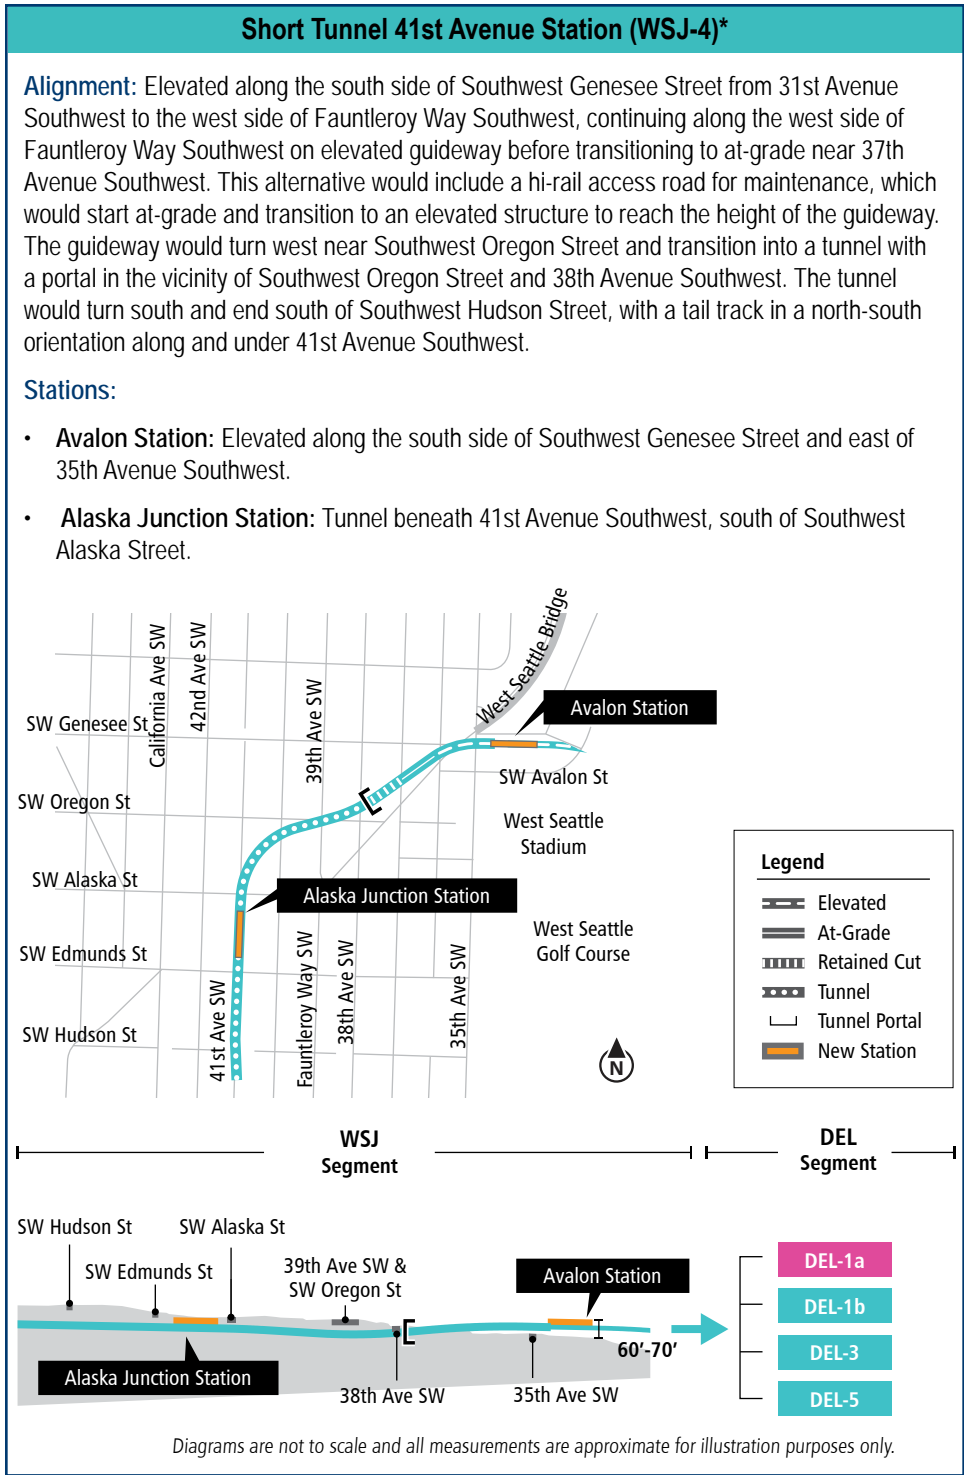 Short Tunnel 41st Avenue Station (WSJ-4)*
Alignment: Elevated along the south side of Southwest Genesee Street from 31st Avenue
Southwest to the west side of Fauntleroy Way Southwest, continuing along the west side of
Fauntleroy Way Southwest on elevated guideway before transitioning to at-grade near 37th
Avenue Southwest. This alternative would include a hi-rail access road for maintenance, which
would start at-grade and transition to an elevated structure to reach the height of the guideway.
The guideway would turn west near Southwest Oregon Street and transition into a tunnel with
a portal in the vicinity of Southwest Oregon Street and 38th Avenue Southwest. The tunnel
would turn south and end south of Southwest Hudson Street, with a tail track in a north-south
orientation along and under 41st Avenue Southwest.
Stations:
• Avalon Station: Elevated along the south side of Southwest Genesee Street and east of
35th Avenue Southwest.
• Alaska Junction Station: Tunnel beneath 41st Avenue Southwest, south of Southwest
Alaska Street.
West Seattle Bridge
California Ave SW
42nd Ave SW
39th Ave SW
Avalon Station
SW Genesee St
SW Avalon St
SW Oregon St
West Seattle
Stadium
SW Alaska St
Alaska Junction Station
West Seattle
Golf Course
SW Edmunds St
SW Hudson St
41st Ave SW
Fauntleroy Way SW
38th Ave SW
35th Ave SW
N
Legend
Elevated
At-Grade
Retained Cut
Tunnel
Tunnel Portal
New Station
WSJ
Segment
DEL
Segment
SW Hudson St
SW Alaska St
SW Edmunds St
39th Ave SW &
SW Oregon St
Avalon Station
60'-70'
Alaska Junction Station
38th Ave SW
35th Ave SW
DEL-1a
DEL-1b
DEL-3
DEL-5
Diagrams are not to scale and all measurements are approximate for illustration purposes only.